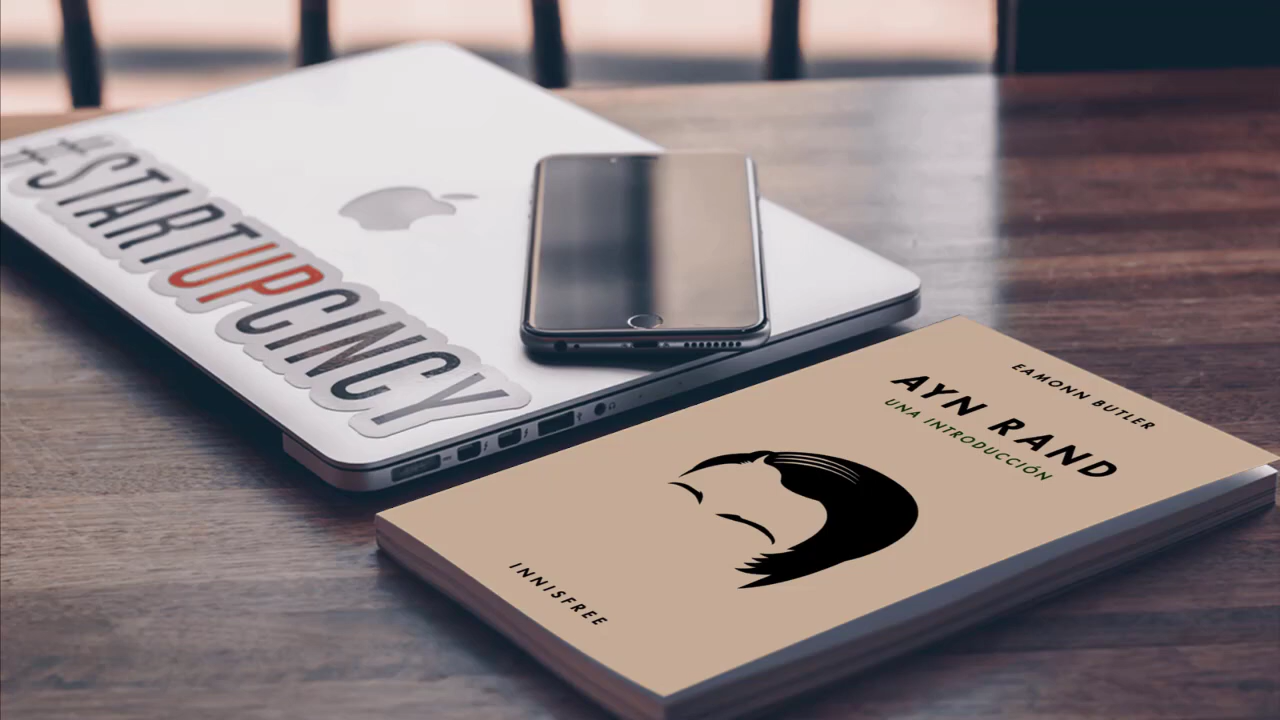 #STARTUPCINCY
EAMONN BUTLER
AYN RAND
UNA INTRODUCCIÓN
INNISFREE